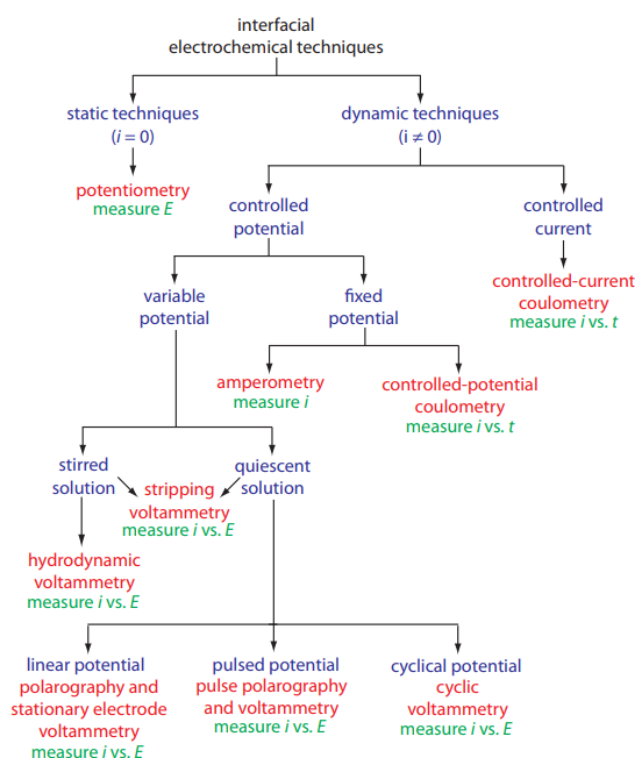 interfacial
electrochemical techniques
static techniques
(i = 0)
dynamic techniques
(i ≠ 0)
potentiometry
measure E
controlled
potential
controlled
current
controlled-current
coulometry
measure i vs. t
variable
potential
fixed
potential
amperometry
measure i
controlled-potential
coulometry
measure i vs. t
stirred
solution
quiescent
solution
stripping
voltammetry
measure i vs. E
hydrodynamic
voltammetry
measure i vs. E
linear potential
polarography and
stationary electrode
voltammetry
measure i vs. E
pulsed potential
pulse polarography
and voltammetry
measure i vs. E
cyclical potential
cyclic
voltammetry
measure i vs. E